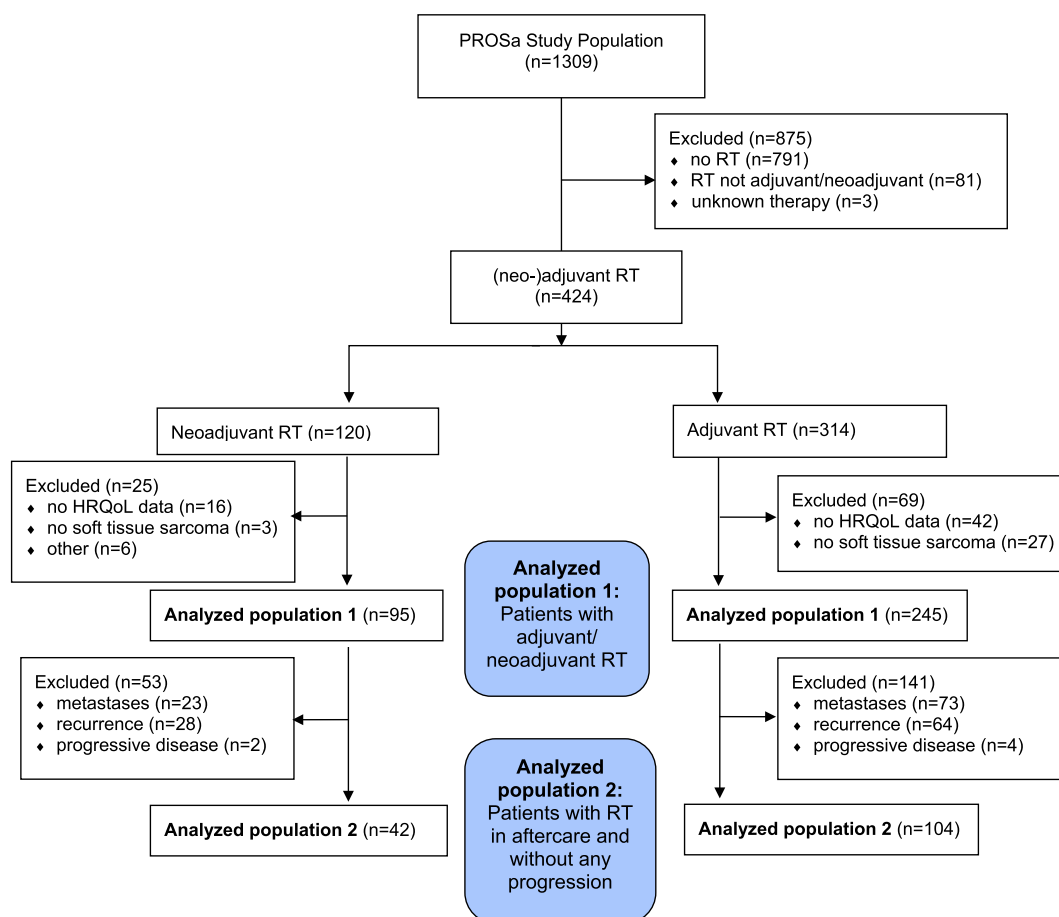 PROSa Study Population
(n=1309)
Excluded (n=875)
♦ no RT (n=791)
♦ RT not adjuvant/neoadjuvant (n=81)
♦ unknown therapy (n=3)
(neo-)adjuvant RT
(n=424)
Neoadjuvant RT (n=120)
Adjuvant RT (n=314)
Excluded (n=25)
♦ no HRQoL data (n=16)
♦ no soft tissue sarcoma (n=3)
♦ other (n=6)
Excluded (n=69)
♦ no HRQoL data (n=42)
♦ no soft tissue sarcoma (n=27)
Analyzed
population 1:
Patients with
adjuvant/
neoadjuvant RT
Analyzed population 1 (n=95)
Analyzed population 1 (n=245)
Excluded (n=53)
♦ metastases (n=23)
♦ recurrence (n=28)
♦ progressive disease (n=2)
Excluded (n=141)
♦ metastases (n=73)
♦ recurrence (n=64)
♦ progressive disease (n=4)
Analyzed
population 2:
Patients with RT
in aftercare and
without any
progression
Analyzed population 2 (n=42)
Analyzed population 2 (n=104)